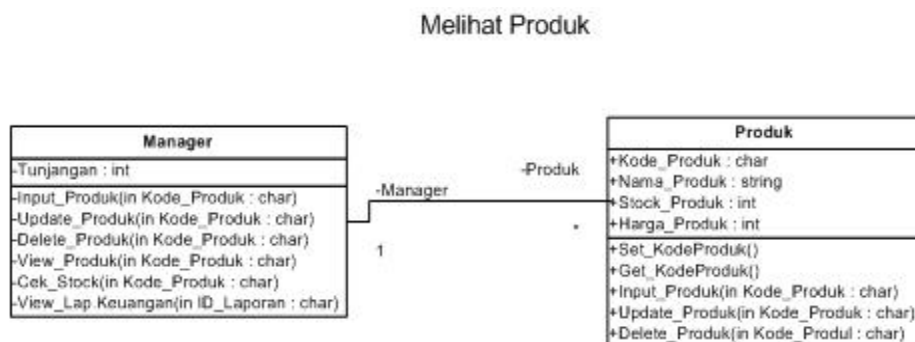 Melihat Produk
Manager
-Tunjangan : int
-Input_Produk(in Kode_Produk : char)
-Update_Produk(in Kode_Produk : char)
-Delete_Produk(in Kode_Produk : char)
-View_Produk(in Kode_Produk : char)
-Cek_Stock(in Kode_Produk : char)
-View_Lap.Keuangan(in ID_Laporan : char)
-Manager
1
-Produk
*
Produk
+Kode_Produk : char
+Nama_Produk : string
+Stock_Produk : int
+Harga_Produk : int
+Set_KodeProduk()
+Get_KodeProduk()
+Input_Produk(in Kode_Produk : char)
+Update_Produk(in Kode_Produk : char)
+Delete_Produk(in Kode_Produl : char)